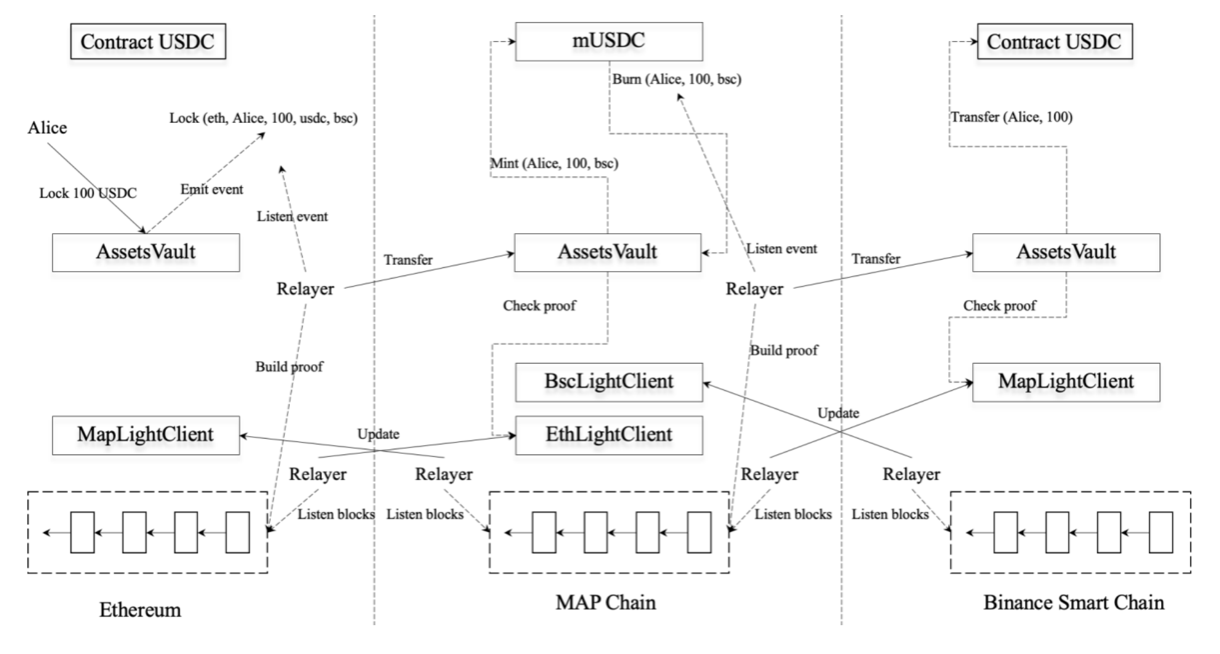 Contract USDC
mUSDC
Contract USDC
Burn (Alice, 100, bsc)
Lock (eth, Alice, 100, usdc, bsc)
Transfer (Alice, 100)
Alice
Mint (Alice, 100, bsc)
Lock 100 USDC
Emit event
Listen event
AssetsVault
AssetsVault
Listen event
AssetsVault
Transfer
Transfer
Relayer
Relayer
Check proof
Check proof
Build proof
Build proof
BscLightClient
MapLightClient
Update
MapLightClient
Update
EthLightClient
Relayer
Relayer
Relayer
Relayer
Listen blocks
Listen blocks
Listen blocks
Listen blocks
Ethereum
MAP Chain
Binance Smart Chain